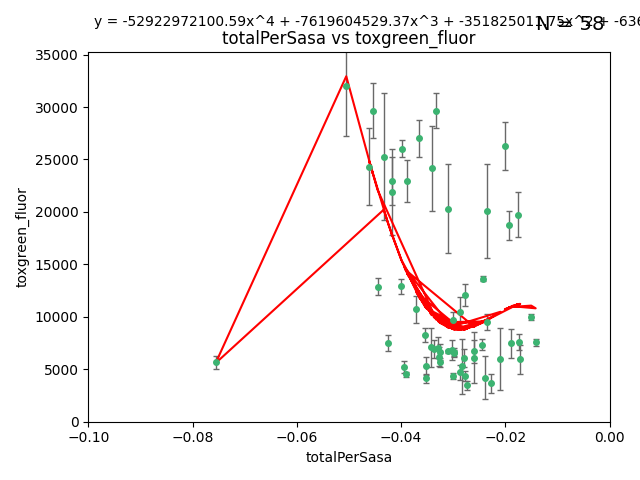 y = -52922972100.59x^4 + -7619604529.37x^3 + -351825011.75x^2 + -636
N = 58
totalPerSasa vs toxgreen_fluor
35000
30000
25000
20000
15000
10000
5000
0
toxgreen_fluor
−0.10 −0.08 −0.06 −0.04 −0.02 0.00
totalPerSasa